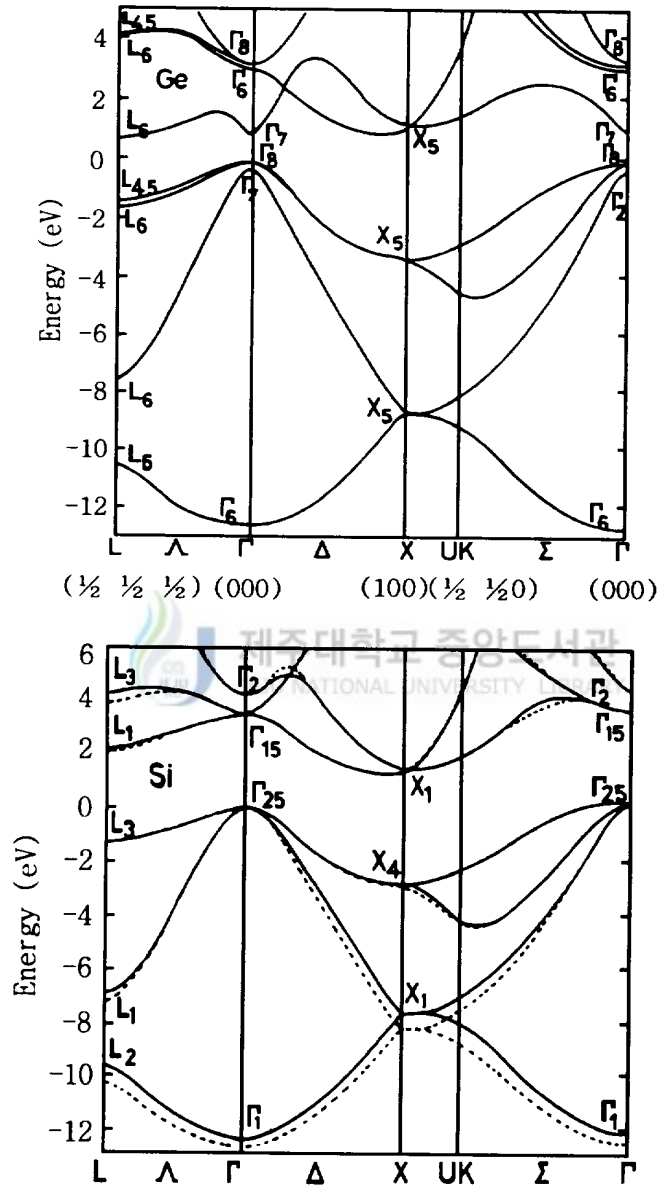 4
2
0
-2
-4
-6
-8
-10
-12
Energy (eV)
Ge
L4,5
L6
L6
L4,5
L6
L6
L6
Γ8
Γ6
Γ7
Γ8
Γ7
Γ6
X5
X5
X5
Γ8
Γ6
Γ7
Γ8
Γ2
Γ6
L Λ Γ Δ X UK Σ Γ
(½ ½ ½) (000) (100)(½ ½0) (000)
제주대학교 중앙도서관
NATIONAL UNIVERSITY LIBRARY
6
4
2
0
-2
-4
-6
-8
-10
-12
Energy (eV)
Si
L3
L1
L3
L1
L2
Γ2
Γ15
Γ25
Γ1
X1
X4
X1
Γ2
Γ15
Γ25
Γ1
L Λ Γ Δ X UK Σ Γ